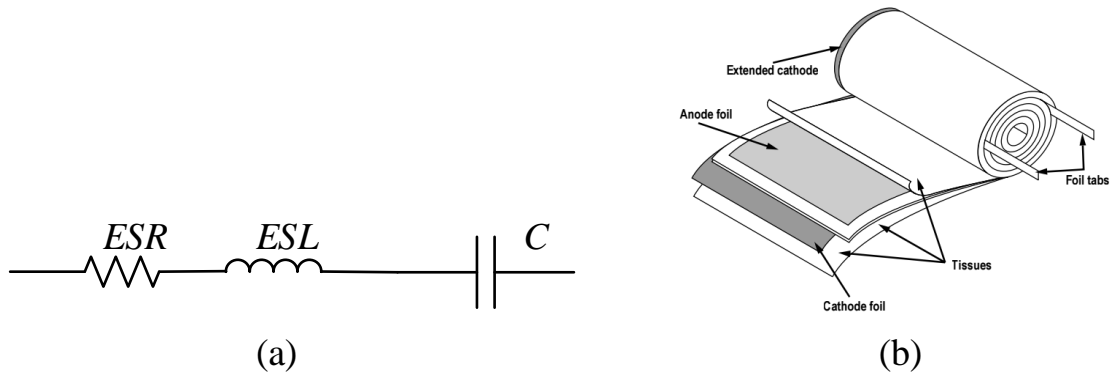 ESR
ESL
C
(a)
Extended cathode
Anode foil
Foil tabs
Tissues
Cathode foil
(b)